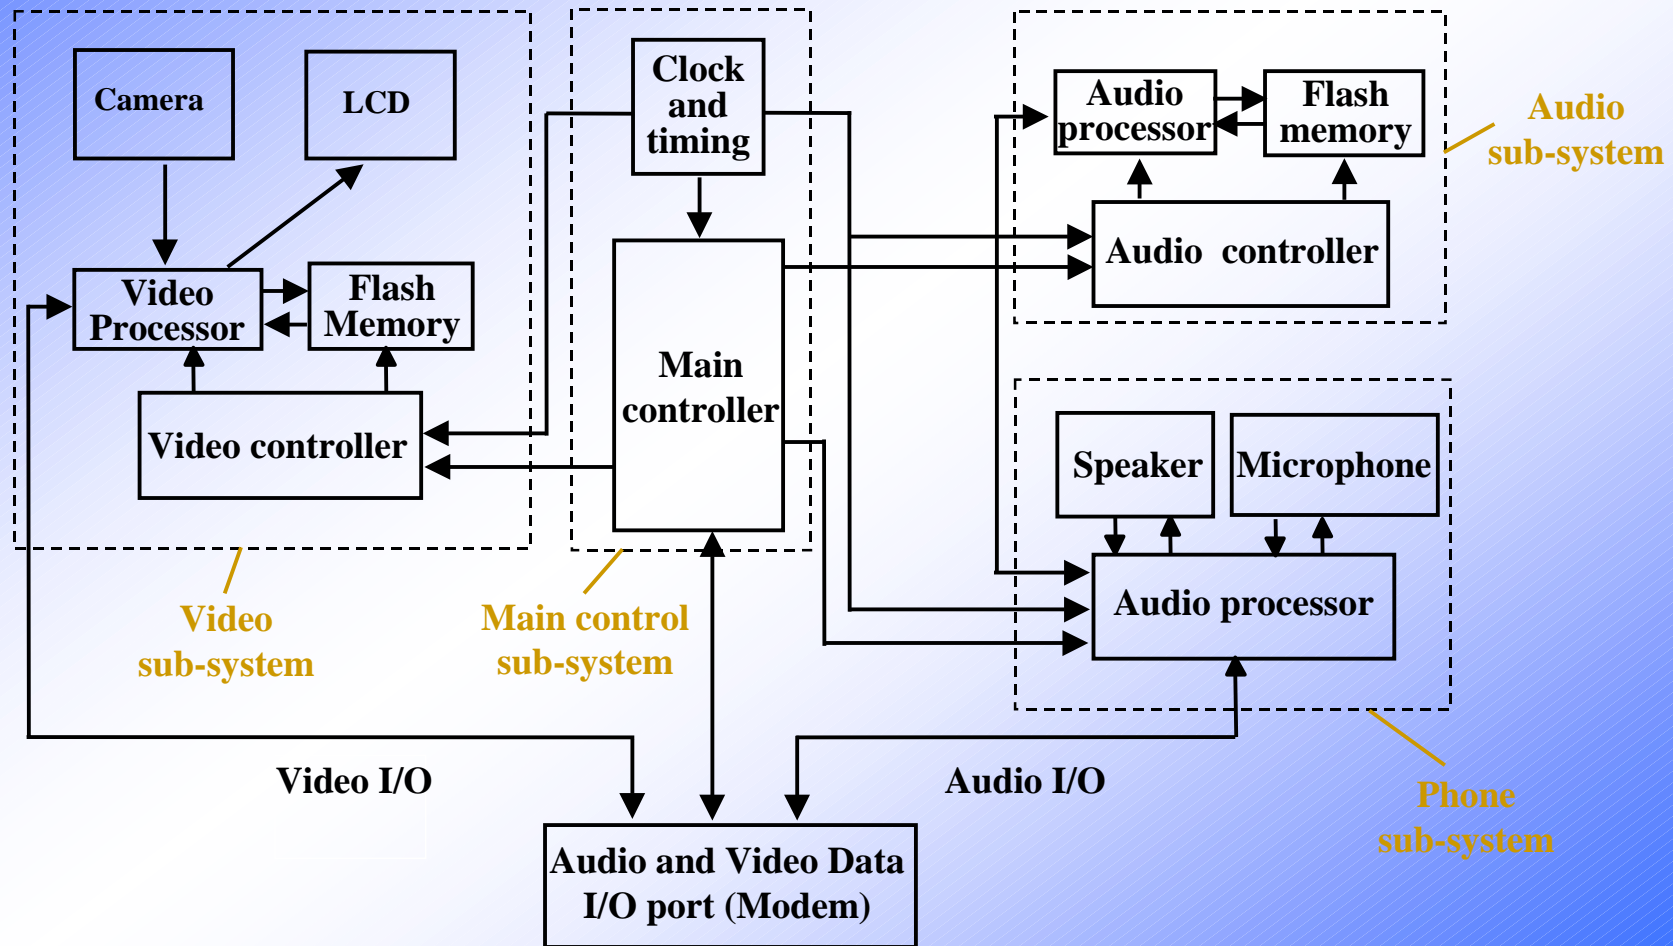 Camera
LCD
Video
Processor
Flash
Memory
Video controller
Video
sub-system
Clock
and
timing
Main
controller
Main control
sub-system
Audio
processor
Flash
memory
Audio controller
Audio
sub-system
Speaker
Microphone
Audio processor
Phone
sub-system
Video I/O
Audio I/O
Audio and Video Data
I/O port (Modem)